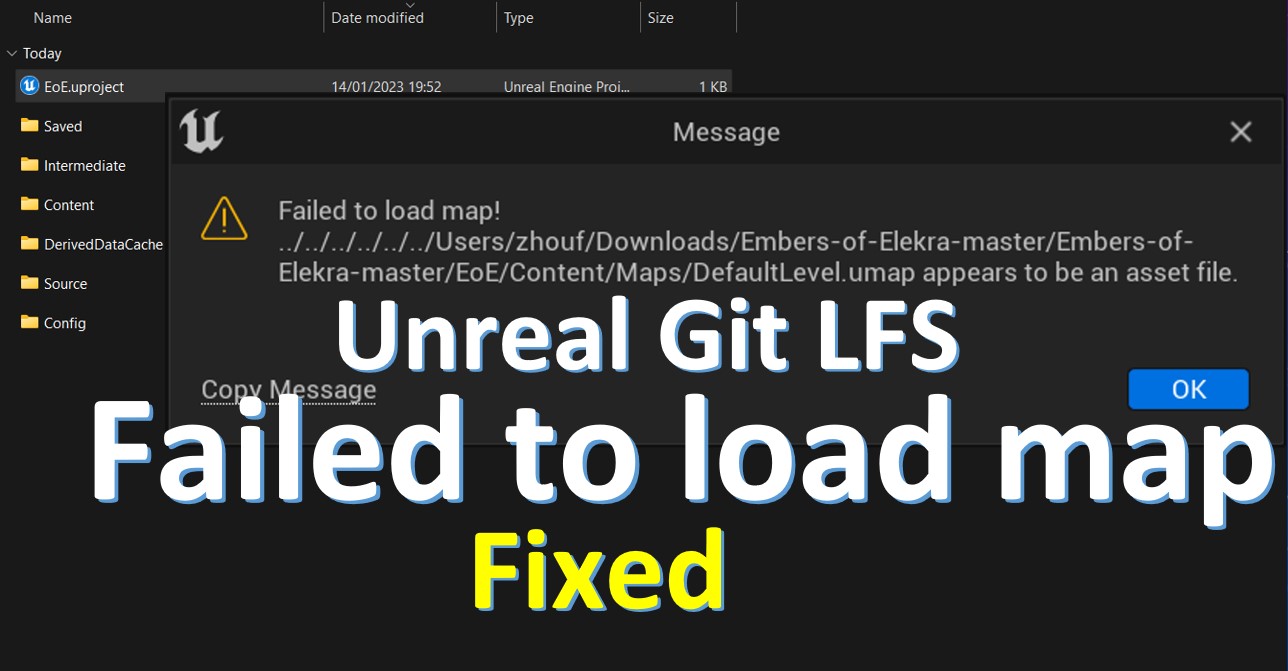 Name Date modified Type Size
Today
EoE.uproject 14/01/2023 19:52 Unreal Engine Proj... 1 KB
Saved
Intermediate
Content
DerivedDataCache
Source
Config
Message
Failed to load map!
../../../../../../Users/zhouf/Downloads/Embers-of-Elekra-master/Embers-of-
Elekra-master/EoE/Content/Maps/DefaultLevel.umap appears to be an asset file.
Unreal Git LFS
Copy Message OK
Failed to load map
Fixed